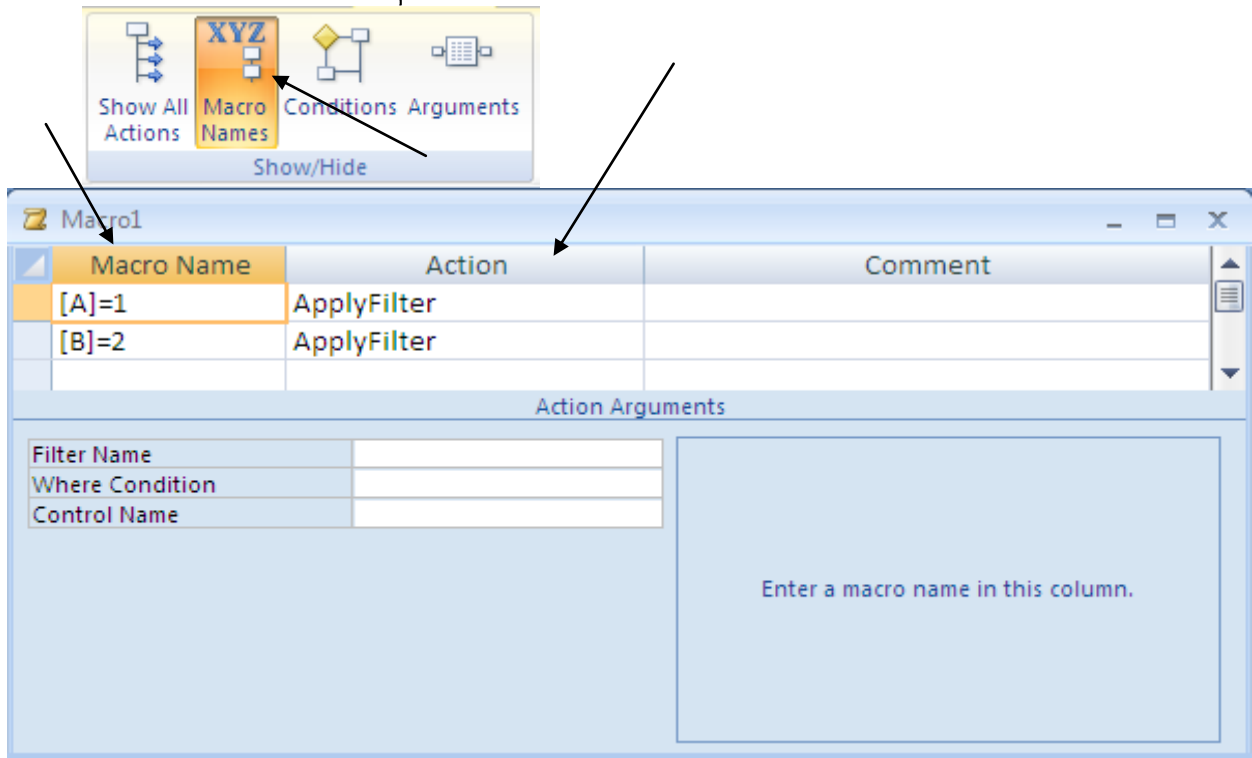 XYZ
Show All Actions
Macro Names
Conditions
Arguments
Show/Hide
Macro1
Macro Name Action Comment
[A]=1 ApplyFilter
[B]=2 ApplyFilter
Action Arguments
Filter Name
Where Condition
Control Name
Enter a macro name in this column.